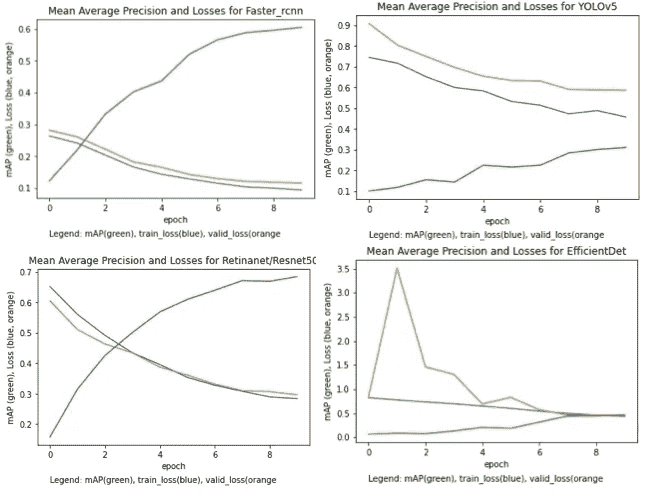 Mean Average Precision and Losses for Faster_rcnn
mAP (green), Loss (blue, orange)
0.6
0.5
0.4
0.3
0.2
0.1
0 2 4 6 8
epoch
Legend: mAP(green), train_loss(blue), valid_loss(orange
Mean Average Precision and Losses for YOLOv5
mAP (green), Loss (blue, orange)
0.9
0.8
0.7
0.6
0.5
0.4
0.3
0.2
0.1
0 2 4 6 8
epoch
Legend: mAP(green), train_loss(blue), valid_loss(orange
Mean Average Precision and Losses for Retinanet/Resnet50
mAP (green), Loss (blue, orange)
0.7
0.6
0.5
0.4
0.3
0.2
0 2 4 6 8
epoch
Legend: mAP(green), train_loss(blue), valid_loss(orange
Mean Average Precision and Losses for EfficientDet
mAP (green), Loss (blue, orange)
3.5
3.0
2.5
2.0
1.5
1.0
0.5
0.0
0 2 4 6 8
epoch
Legend: mAP(green), train_loss(blue), valid_loss(orange